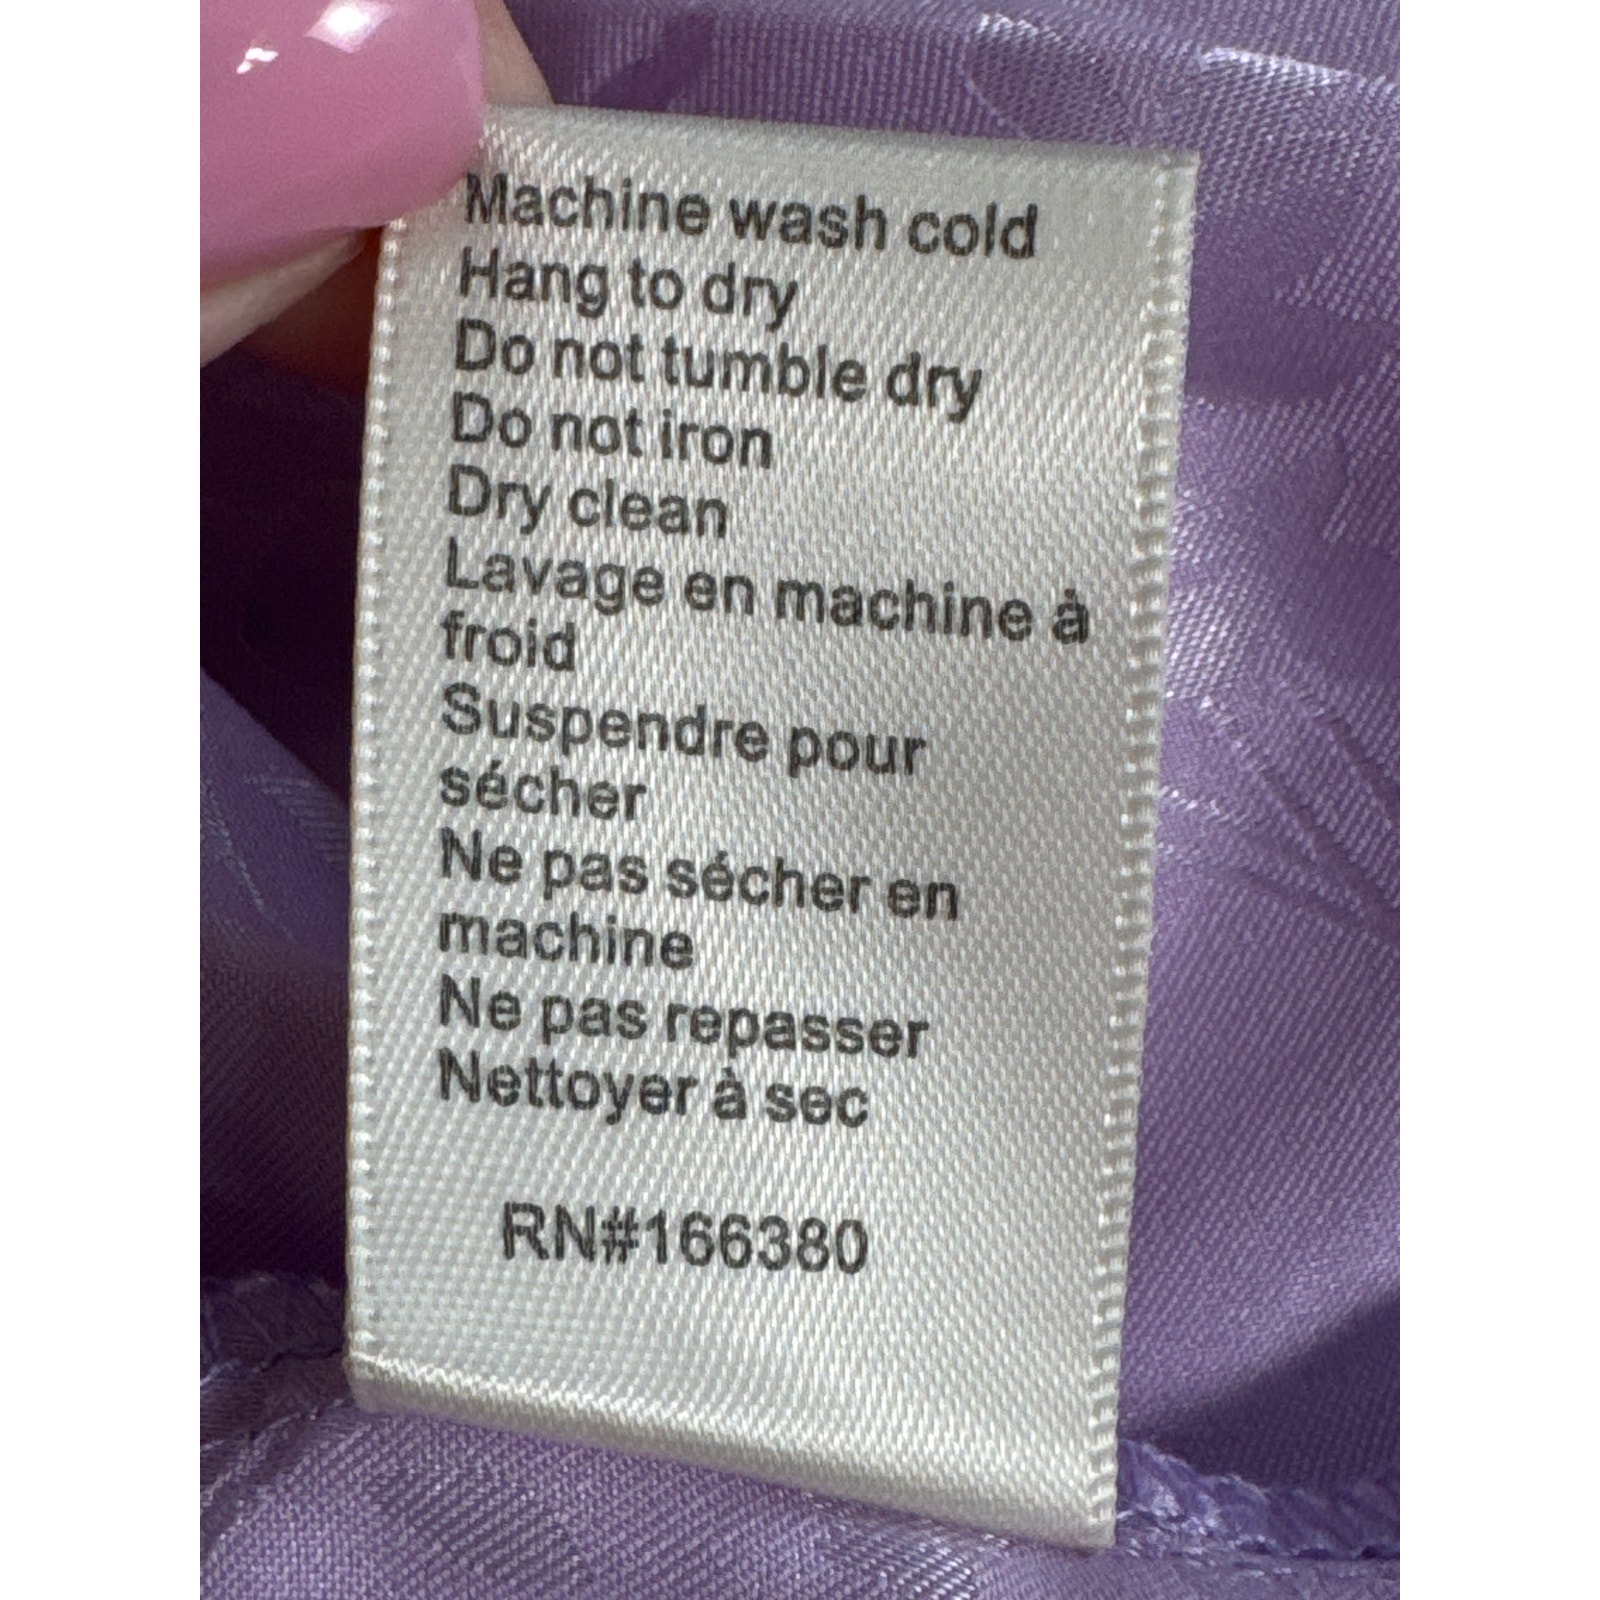 Machine wash cold
Hang to dry
Do not tumble dry
Do not iron
Dry clean
Lavage en machine à
froid
Suspendre pour
sécher
Ne pas sécher en
machine
Ne pas repasser
Nettoyer à sec
RN#166380